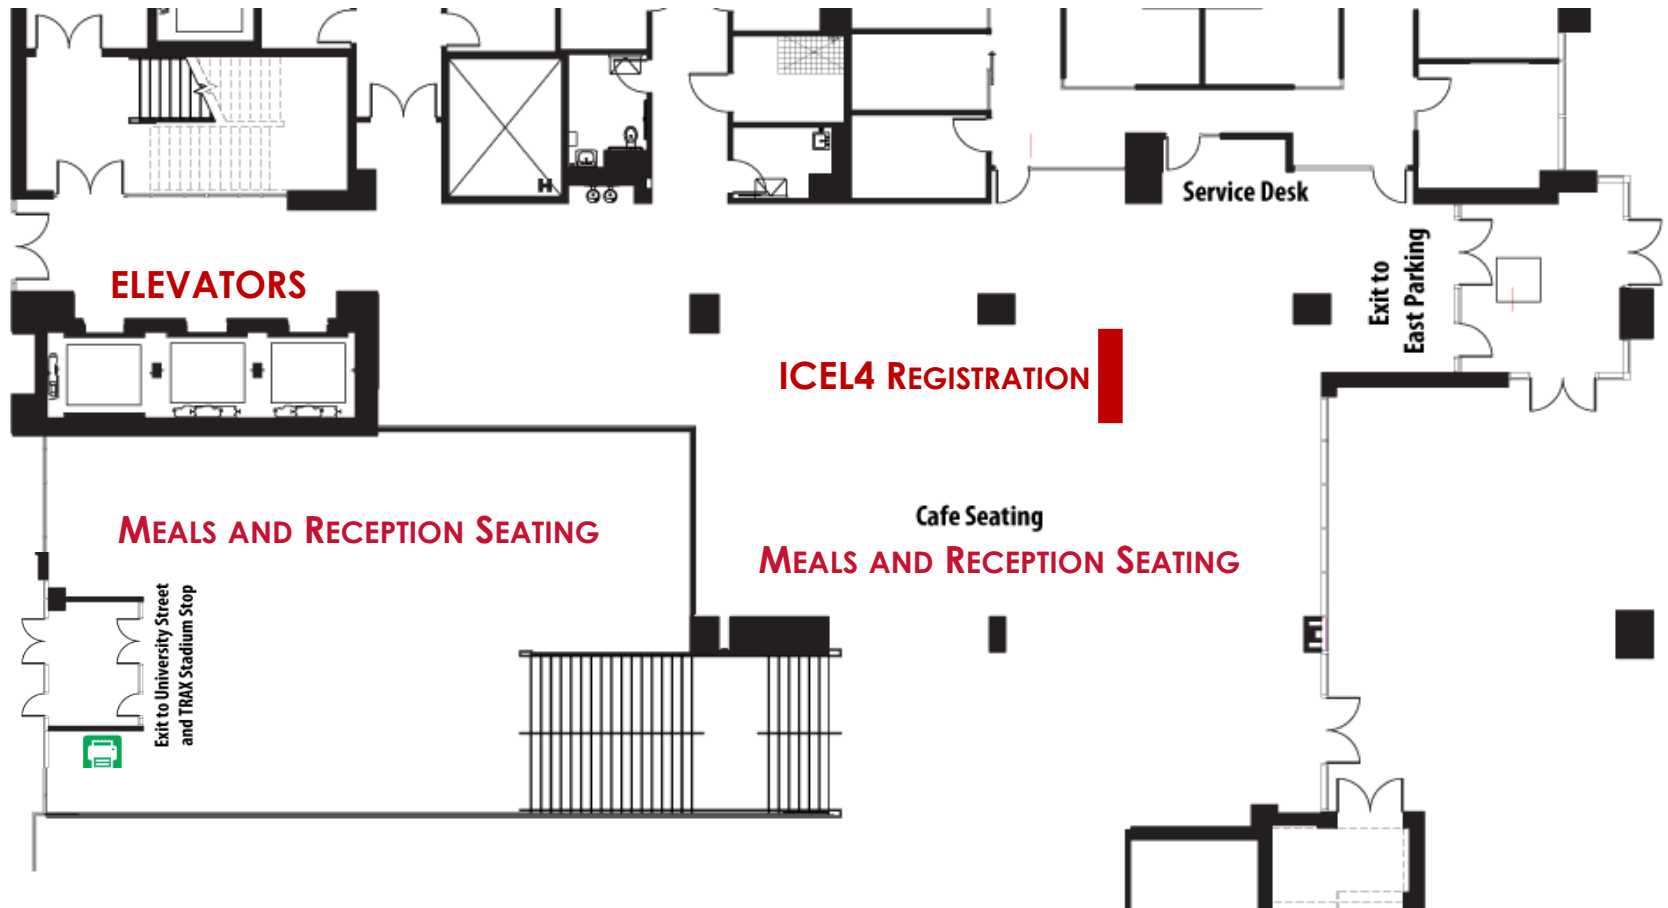 Service Desk
ELEVATORS
Exit to
East Parking
ICEL4 REGISTRATION
Cafe Seating
MEALS AND RECEPTION SEATING
MEALS AND RECEPTION SEATING
Exit to University Street
and TRAX Stadium Stop